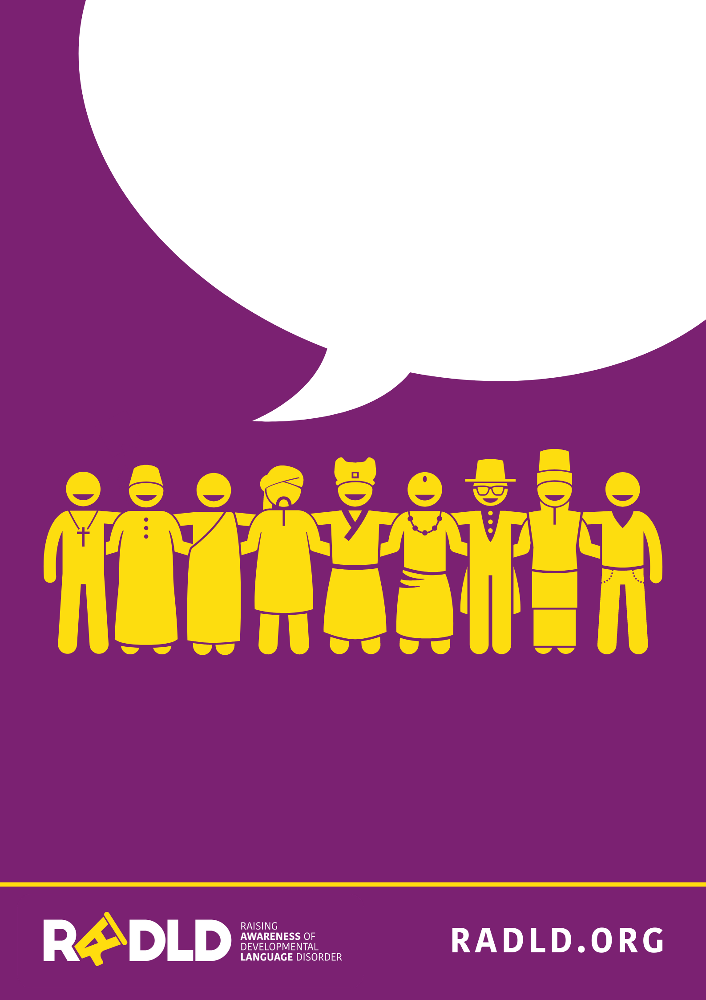 RADLD
RAISING
AWARENESS OF
DEVELOPMENTAL
LANGUAGE DISORDER
RADLD.ORG